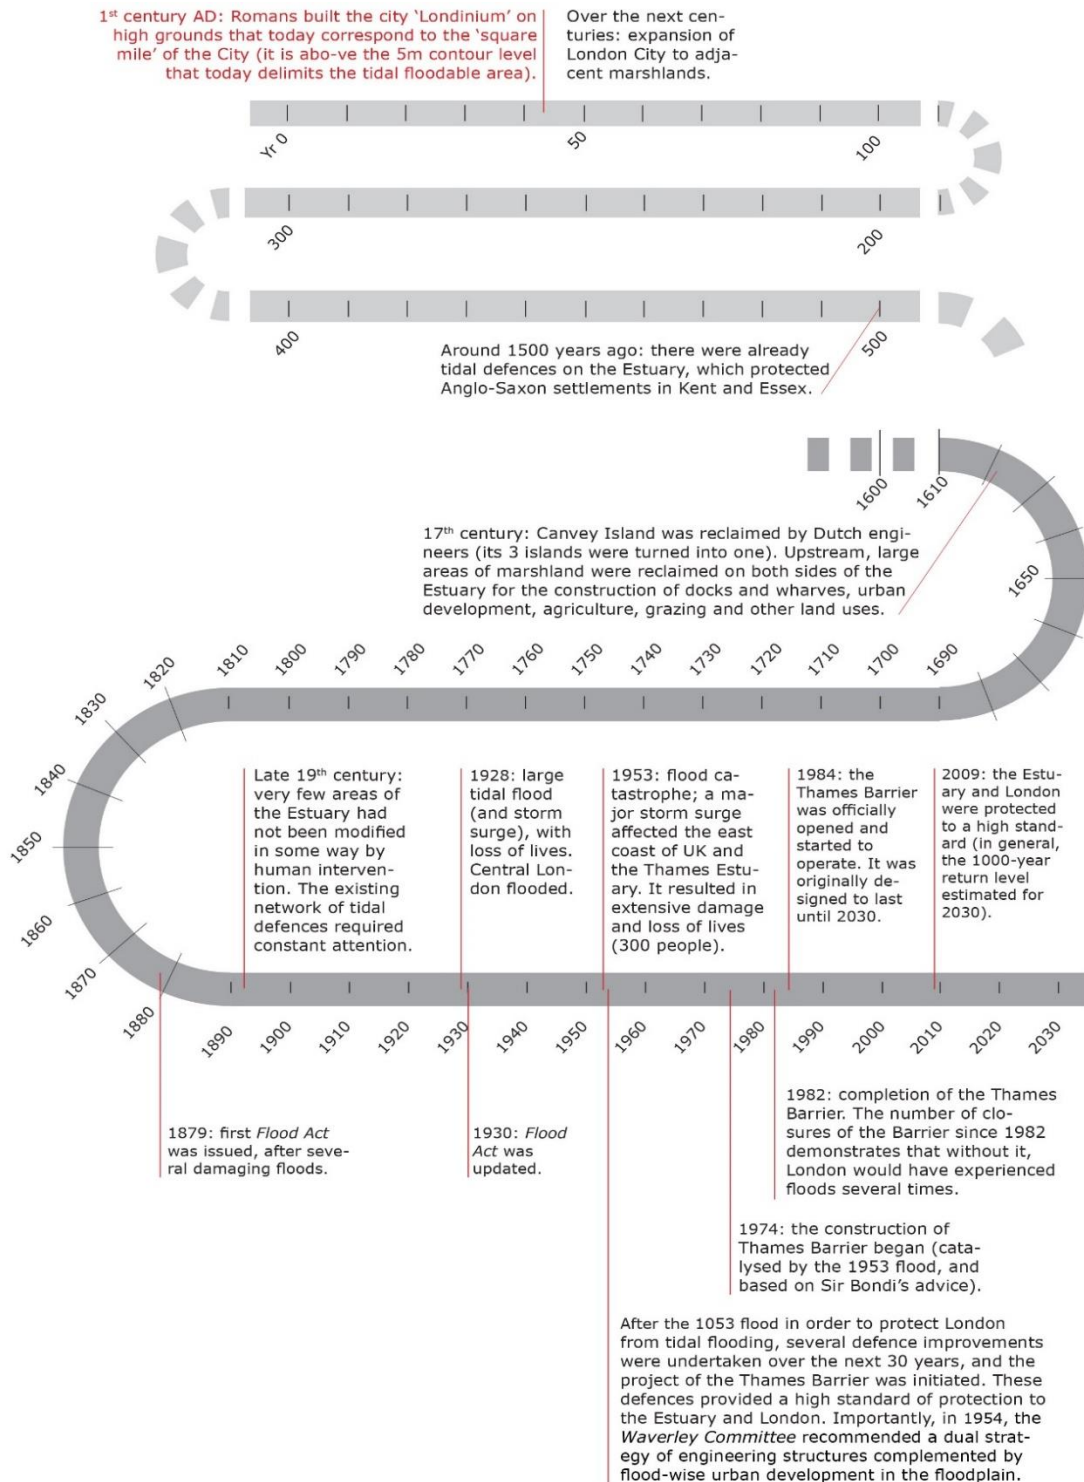 1st century AD: Romans built the city ‘Londinium’ on
high grounds that today correspond to the ‘square
mile’ of the City (it is abo-ve the 5m contour level
that today delimits the tidal floodable area).
Over the next cen-
turies: expansion of
London City to adja-
cent marshlands.
Yr 0
50
100
300
200
400
500
Around 1500 years ago: there were already
tidal defences on the Estuary, which protected
Anglo-Saxon settlements in Kent and Essex.
1600
1610
17th century: Canvey Island was reclaimed by Dutch engi-
neers (its 3 islands were turned into one). Upstream, large
areas of marshland were reclaimed on both sides of the
Estuary for the construction of docks and wharves, urban
development, agriculture, grazing and other land uses.
1650
1820
1810
1800
1790
1780
1770
1760
1750
1740
1730
1720
1710
1700
1690
1830
1840
1850
1860
1870
1880
Late 19th century:
very few areas of
the Estuary had
not been modified
in some way by
human interven-
tion. The existing
network of tidal
defences required
constant attention.
1928: large
tidal flood
(and storm
surge), with
loss of lives.
Central Lon-
don flooded.
1953: flood ca-
tastrophe; a ma-
jor storm surge
affected the east
coast of UK and
the Thames Estu-
ary. It resulted in
extensive damage
and loss of lives
(300 people).
1984: the
Thames Barrier
was officially
opened and
started to
operate. It was
originally de-
signed to last
until 2030.
2009: the Estu-
ary and London
were protected
to a high stand-
ard (in general,
the 1000-year
return level
estimated for
2030).
1890
1900
1910
1920
1930
1940
1950
1960
1970
1980
1990
2000
2010
2020
2030
1879: first Flood Act
was issued, after seve-
ral damaging floods.
1930: Flood
Act was
updated.
1982: completion of the Thames
Barrier. The number of clo-
sures of the Barrier since 1982
demonstrates that without it,
London would have experienced
floods several times.
1974: the construction of
Thames Barrier began (cata-
lysed by the 1953 flood, and
based on Sir Bondi’s advice).
After the 1053 flood in order to protect London
from tidal flooding, several defence improvements
were undertaken over the next 30 years, and the
project of the Thames Barrier was initiated. These
defences provided a high standard of protection to
the Estuary and London. Importantly, in 1954, the
Waverley Committee recommended a dual strat-
egy of engineering structures complemented by
flood-wise urban development in the floodplain.